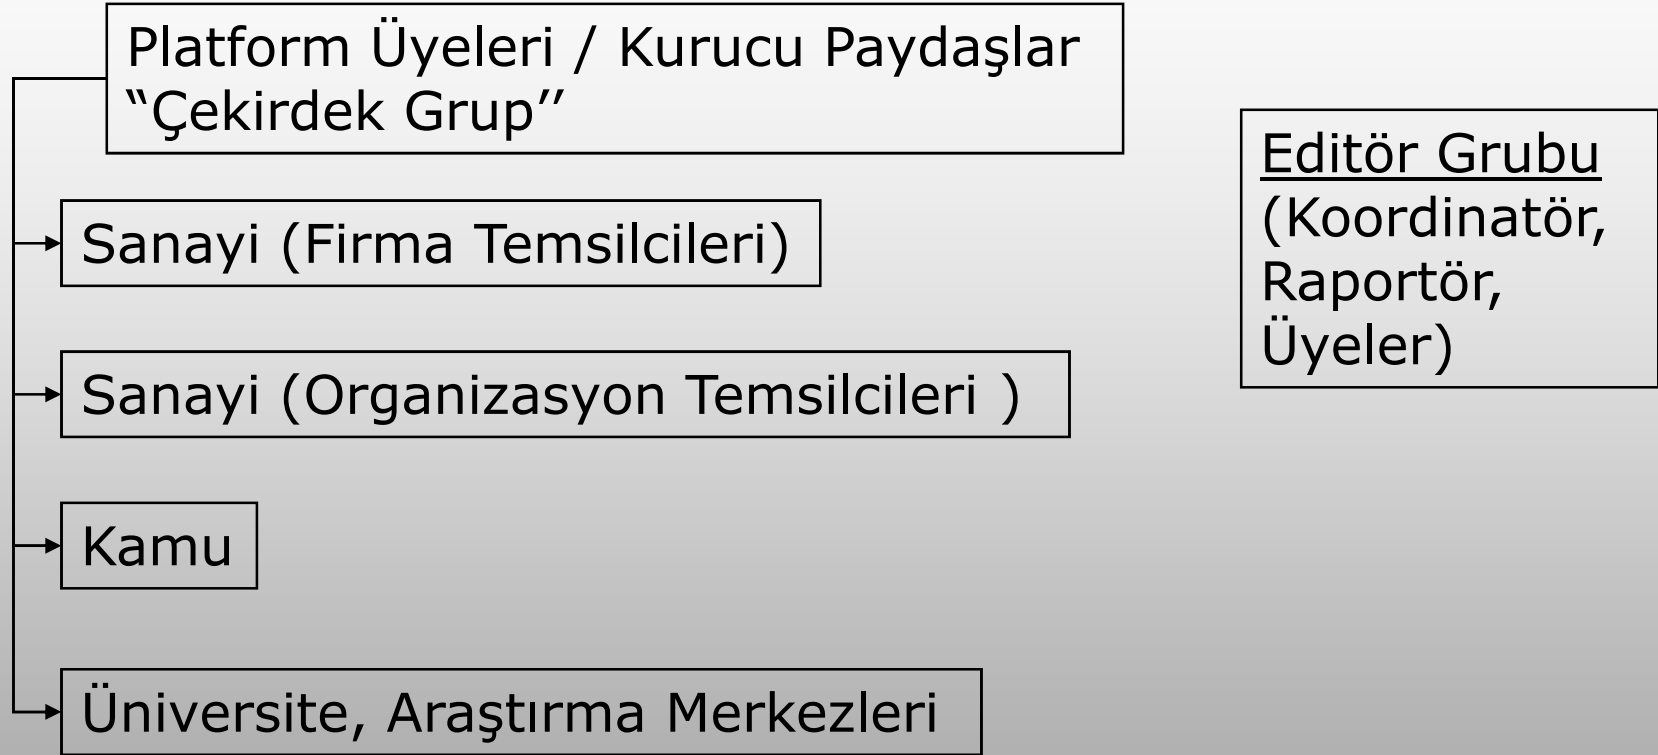 Platform Üyeleri / Kurucu Paydaşlar
“Çekirdek Grup’’
Sanayi (Firma Temsilcileri)
Sanayi (Organizasyon Temsilcileri )
Kamu
Üniversite, Araştırma Merkezleri
Editör Grubu
(Koordinatör,
Raportör,
Üyeler)